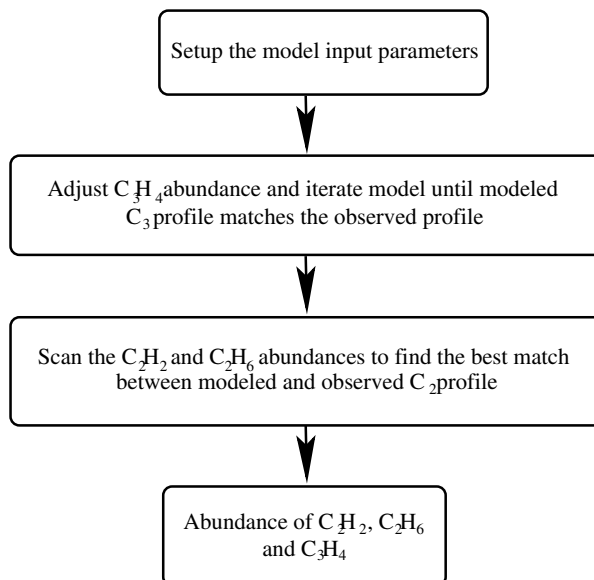 Setup the model input parameters
Adjust C₃H₄ abundance and iterate model until modeled
C₃ profile matches the observed profile
Scan the C₂H₂ and C₂H₆ abundances to find the best match
between modeled and observed C₂ profile
Abundance of C₂H₂, C₂H₆
and C₃H₄